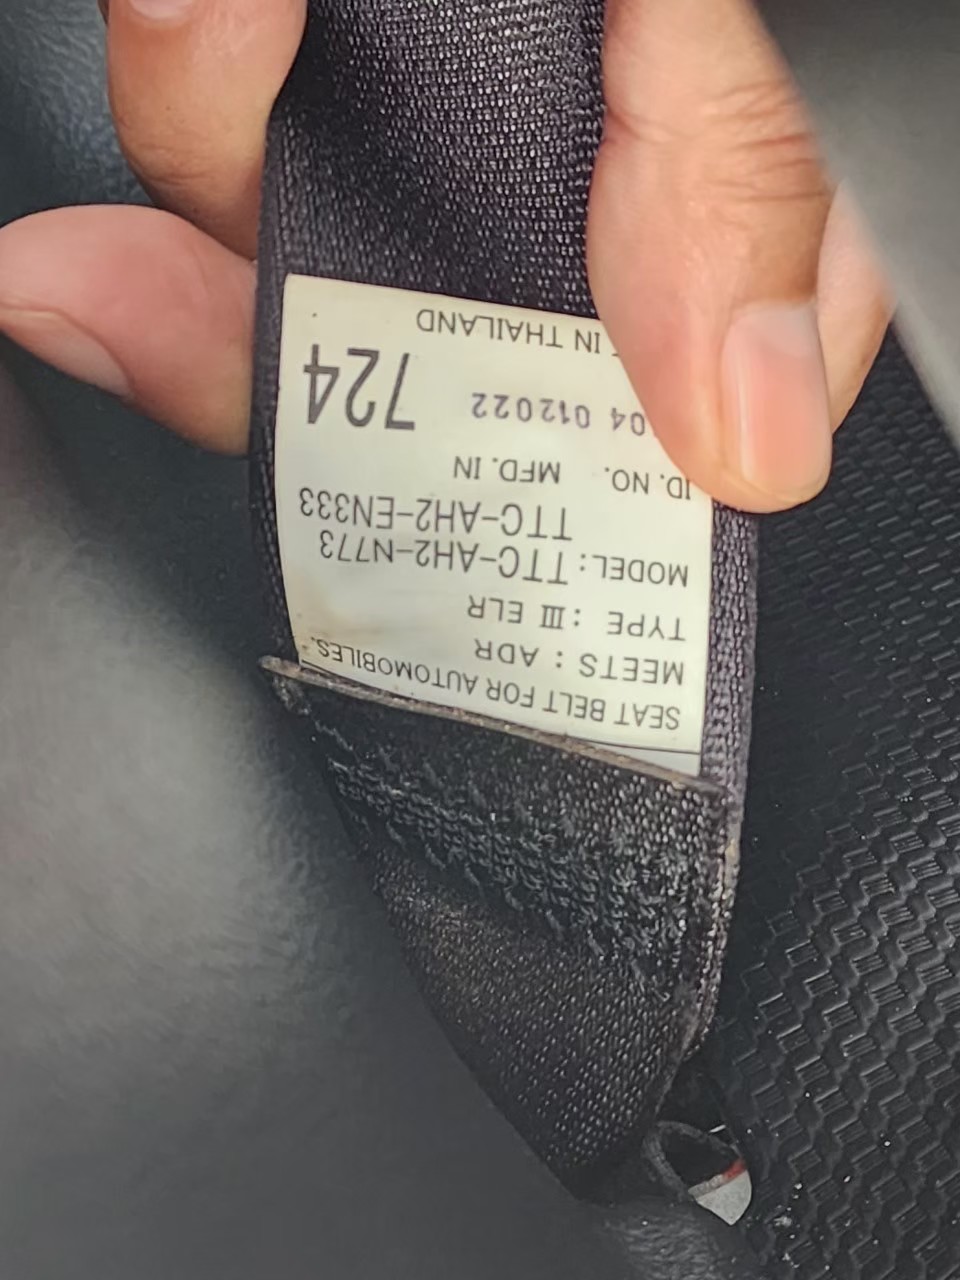 SEAT BELT FOR AUTOMOBILES.
MEETS : ADR
TYPE : III ELR
MODEL : TTC-AH2-N773
TTC-AH2-EN333
ID. NO. MFD. IN
04 012022 724
IN THAILAND